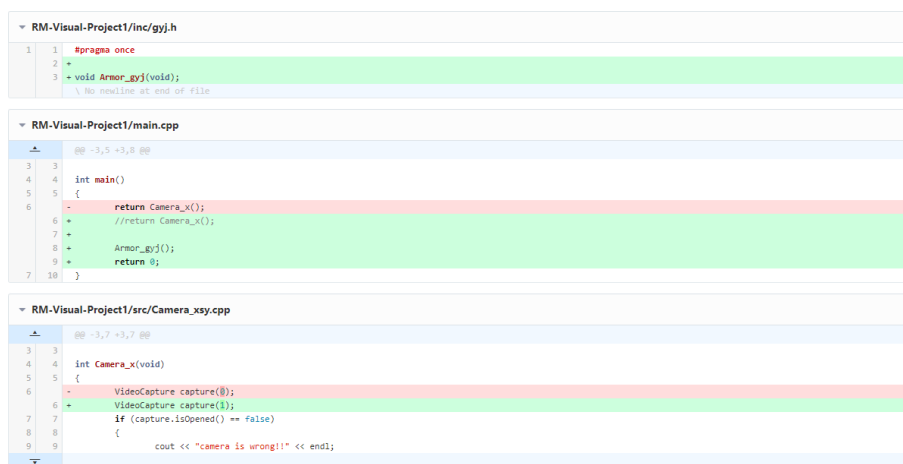 RM-Visual-Project1/inc/gyj.h
1 1 #pragma once
2 +
3 + void Armor_gyj(void);
\ No newline at end of file
RM-Visual-Project1/main.cpp
@@ -3,5 +3,8 @@
3 3
4 4 int main()
5 5 {
6 - return Camera_x();
6 + //return Camera_x();
7 +
8 + Armor_gyj();
9 + return 0;
7 10 }
RM-Visual-Project1/src/Camera_xsy.cpp
@@ -3,7 +3,7 @@
3 3
4 4 int Camera_x(void)
5 5 {
6 - VideoCapture capture(0);
6 + VideoCapture capture(1);
7 7 if (capture.isOpened() == false)
8 8 {
9 9 cout << "camera is wrong!!" << endl;